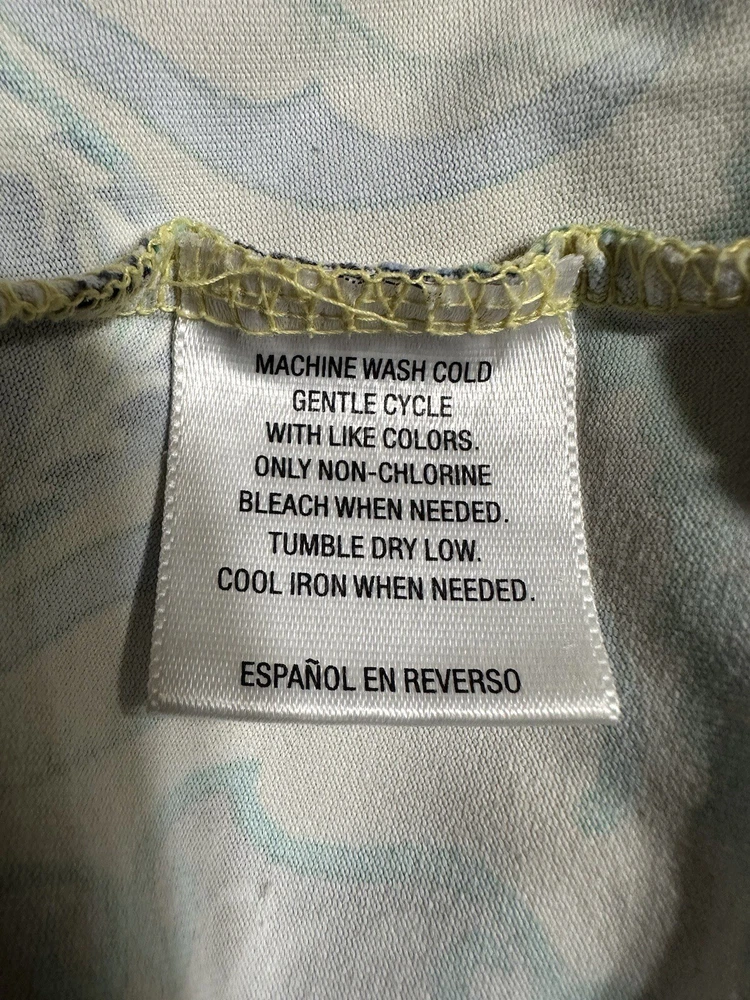 MACHINE WASH COLD
GENTLE CYCLE
WITH LIKE COLORS.
ONLY NON-CHLORINE
BLEACH WHEN NEEDED.
TUMBLE DRY LOW.
COOL IRON WHEN NEEDED.
ESPAÑOL EN REVERSO